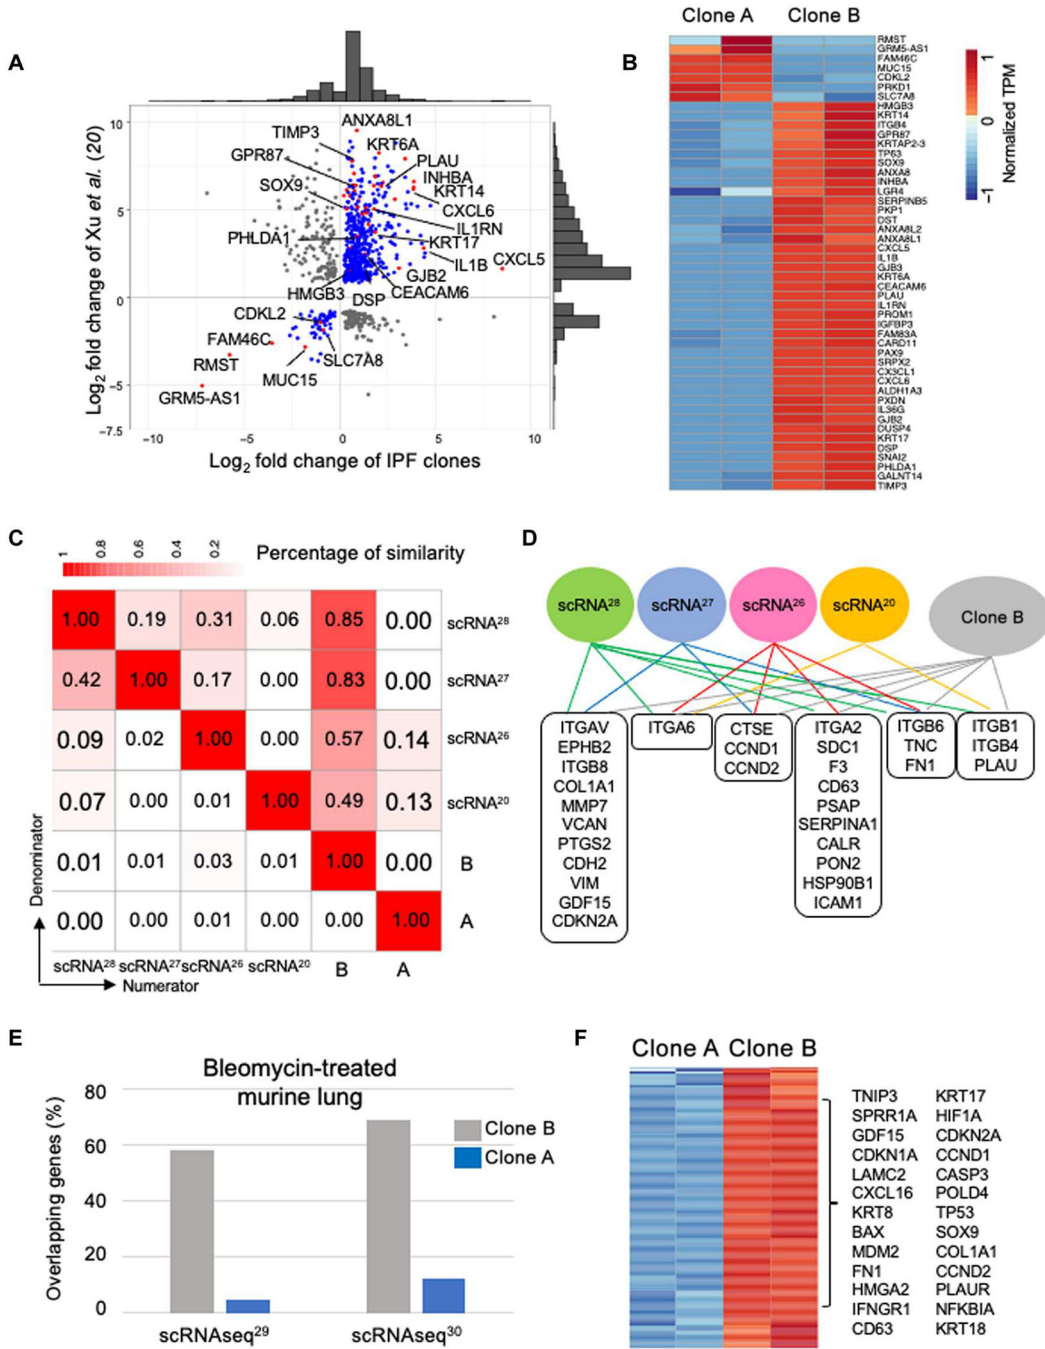 A
ANXA8L1
TIMP3
KRT6A
GPR87
PLAU
INHBA
SOX9
KRT14
CXCL6
IL1RN
PHLDA1
KRT17
IL1B
CXCL5
GJB2
HMGB3
DSP
CEACAM6
CDKL2
FAM46C
RMST
SLC7A8
MUC15
GRM5-AS1
10
5
0
−5
−7.5
−10
−5
0
5
10
Log2 fold change of Xu et al. (20)
Log2 fold change of IPF clones
B
Clone A Clone B
RMST
GRM5-AS1
FAM46C
MUC15
CDKL2
PRKD1
SLC7A8
HMGB3
KRT14
ITGB4
GPR87
KRTAP2-3
TP63
SOX9
ANXA8
INHBA
LGR4
SERPINB5
PKP1
DST
ANXA8L2
ANXA8L1
CXCL5
IL1B
GJB3
KRT6A
CEACAM6
PLAU
IL1RN
PROM1
IGFBP3
FAM83A
CARD11
PAX9
SRPX2
CX3CL1
CXCL6
ALDH1A3
PXDN
IL36G
GJB2
DUSP4
KRT17
DSP
SNAI2
PHLDA1
GALNT14
TIMP3
1
0
−1
Normalized TPM
C
1 0.8 0.6 0.4 0.2
Percentage of similarity
1.00 0.19 0.31 0.06 0.85 0.00 scRNA28
0.42 1.00 0.17 0.00 0.83 0.00 scRNA27
0.09 0.02 1.00 0.00 0.57 0.14 scRNA26
0.07 0.00 0.01 1.00 0.49 0.13 scRNA20
0.01 0.01 0.03 0.01 1.00 0.00 B
0.00 0.00 0.01 0.00 0.00 1.00 A
scRNA28 scRNA27 scRNA26 scRNA20 B A
Denominator
Numerator
D
scRNA28 scRNA27 scRNA26 scRNA20 Clone B
ITGAV
EPHB2
ITGB8
COL1A1
MMP7
VCAN
PTGS2
CDH2
VIM
GDF15
CDKN2A
ITGA6
CTSE
CCND1
CCND2
ITGA2
SDC1
F3
CD63
PSAP
SERPINA1
CALR
PON2
HSP90B1
ICAM1
ITGB6
TNC
FN1
ITGB1
ITGB4
PLAU
E
Bleomycin-treated
murine lung
Overlapping genes (%)
80
60
40
20
0
Clone B
Clone A
scRNAseq29 scRNAseq30
F
Clone A Clone B
TNIP3 KRT17
SPRR1A HIF1A
GDF15 CDKN2A
CDKN1A CCND1
LAMC2 CASP3
CXCL16 POLD4
KRT8 TP53
BAX SOX9
MDM2 COL1A1
FN1 CCND2
HMGA2 PLAUR
IFNGR1 NFKBIA
CD63 KRT18